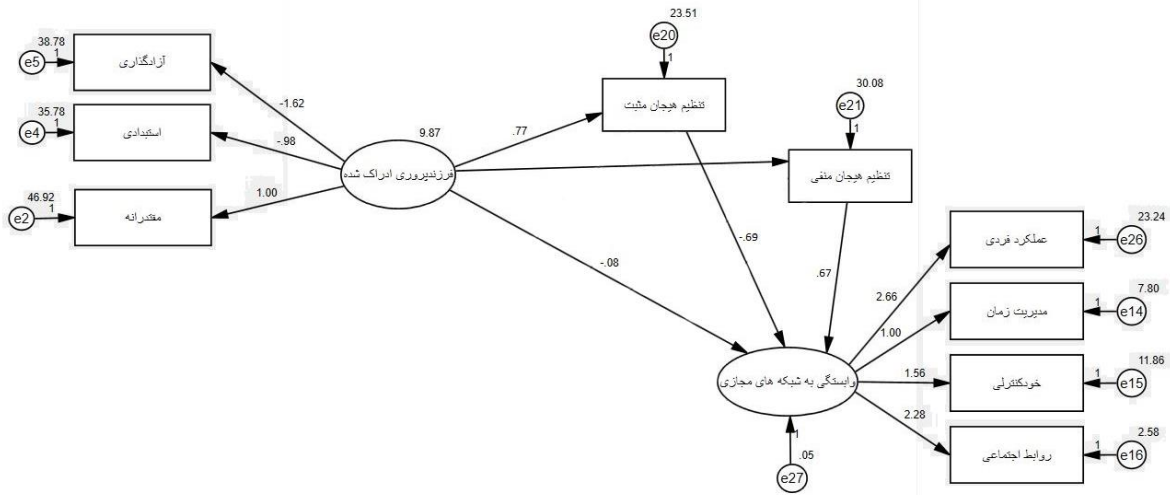 38.78
1
e5
آزادگذاری
-1.62
35.78
1
e4
استبدادی
-.98
46.92
1
e2
مقتدرانه
1.00
9.87
فرزندپروری ادراک شده
23.51
e20
1
تنظیم هیجان مثبت
.77
30.08
e21
1
تنظیم هیجان منفی
-.69
.67
-.08
وابستگی به شبکه های مجازی
1
.05
e27
2.66
عملکرد فردی
1
23.24
e26
1.00
مدیریت زمان
1
7.80
e14
1.56
خودکنترلی
1
11.86
e15
2.28
روابط اجتماعی
1
2.58
e16